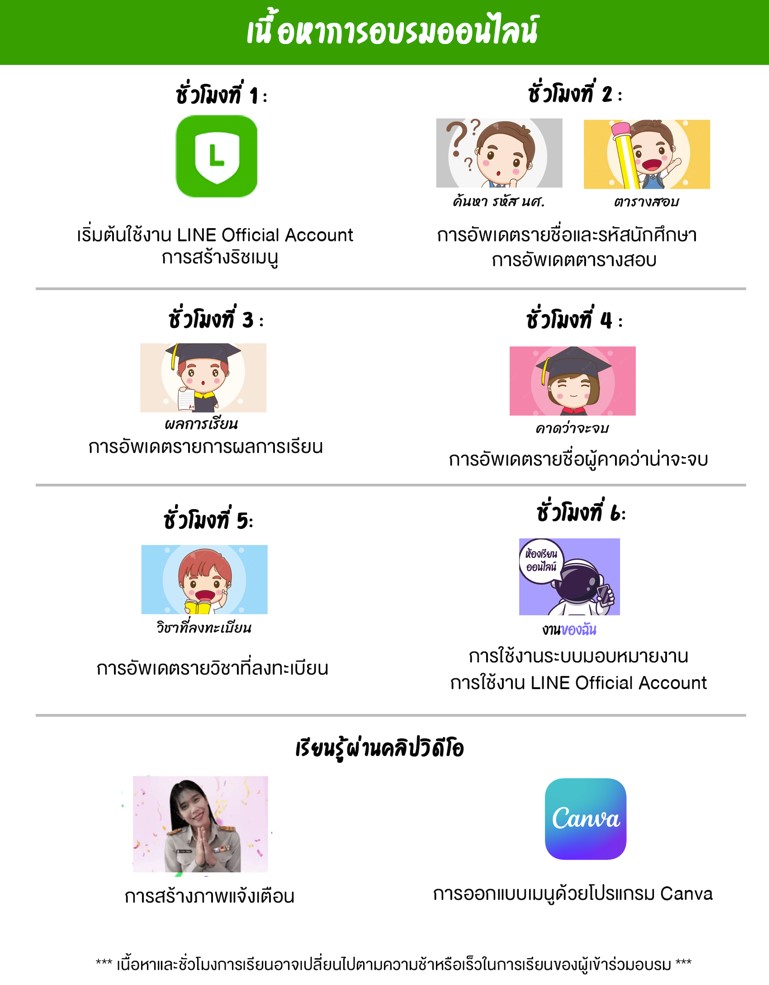 เนื้อหาการอบรมออนไลน์
ชั่วโมงที่ 1 :
L
เริ่มต้นใช้งาน LINE Official Account
การสร้างริชเมนู
ชั่วโมงที่ 2 :
? ? ?
ค้นหา รหัส นศ.
ตารางสอบ
การอัพเดตรายชื่อและรหัสนักศึกษา
การอัพเดตตารางสอบ
ชั่วโมงที่ 3 :
ผลการเรียน
การอัพเดตรายการผลการเรียน
ชั่วโมงที่ 4 :
คาดว่าจะจบ
การอัพเดตรายชื่อผู้คาดว่าน่าจะจบ
ชั่วโมงที่ 5:
วิชาที่ลงทะเบียน
การอัพเดตรายวิชาที่ลงทะเบียน
ชั่วโมงที่ 6:
ห้องเรียน
ออนไลน์
งานของฉัน
การใช้งานระบบมอบหมายงาน
การใช้งาน LINE Official Account
เรียนรู้ผ่านคลิปวิดีโอ
การสร้างภาพแจ้งเตือน
Canva
การออกแบบเมนูด้วยโปรแกรม Canva
*** เนื้อหาและชั่วโมงการเรียนอาจเปลี่ยนไปตามความช้าหรือเร็วในการเรียนของผู้เข้าร่วมอบรม ***